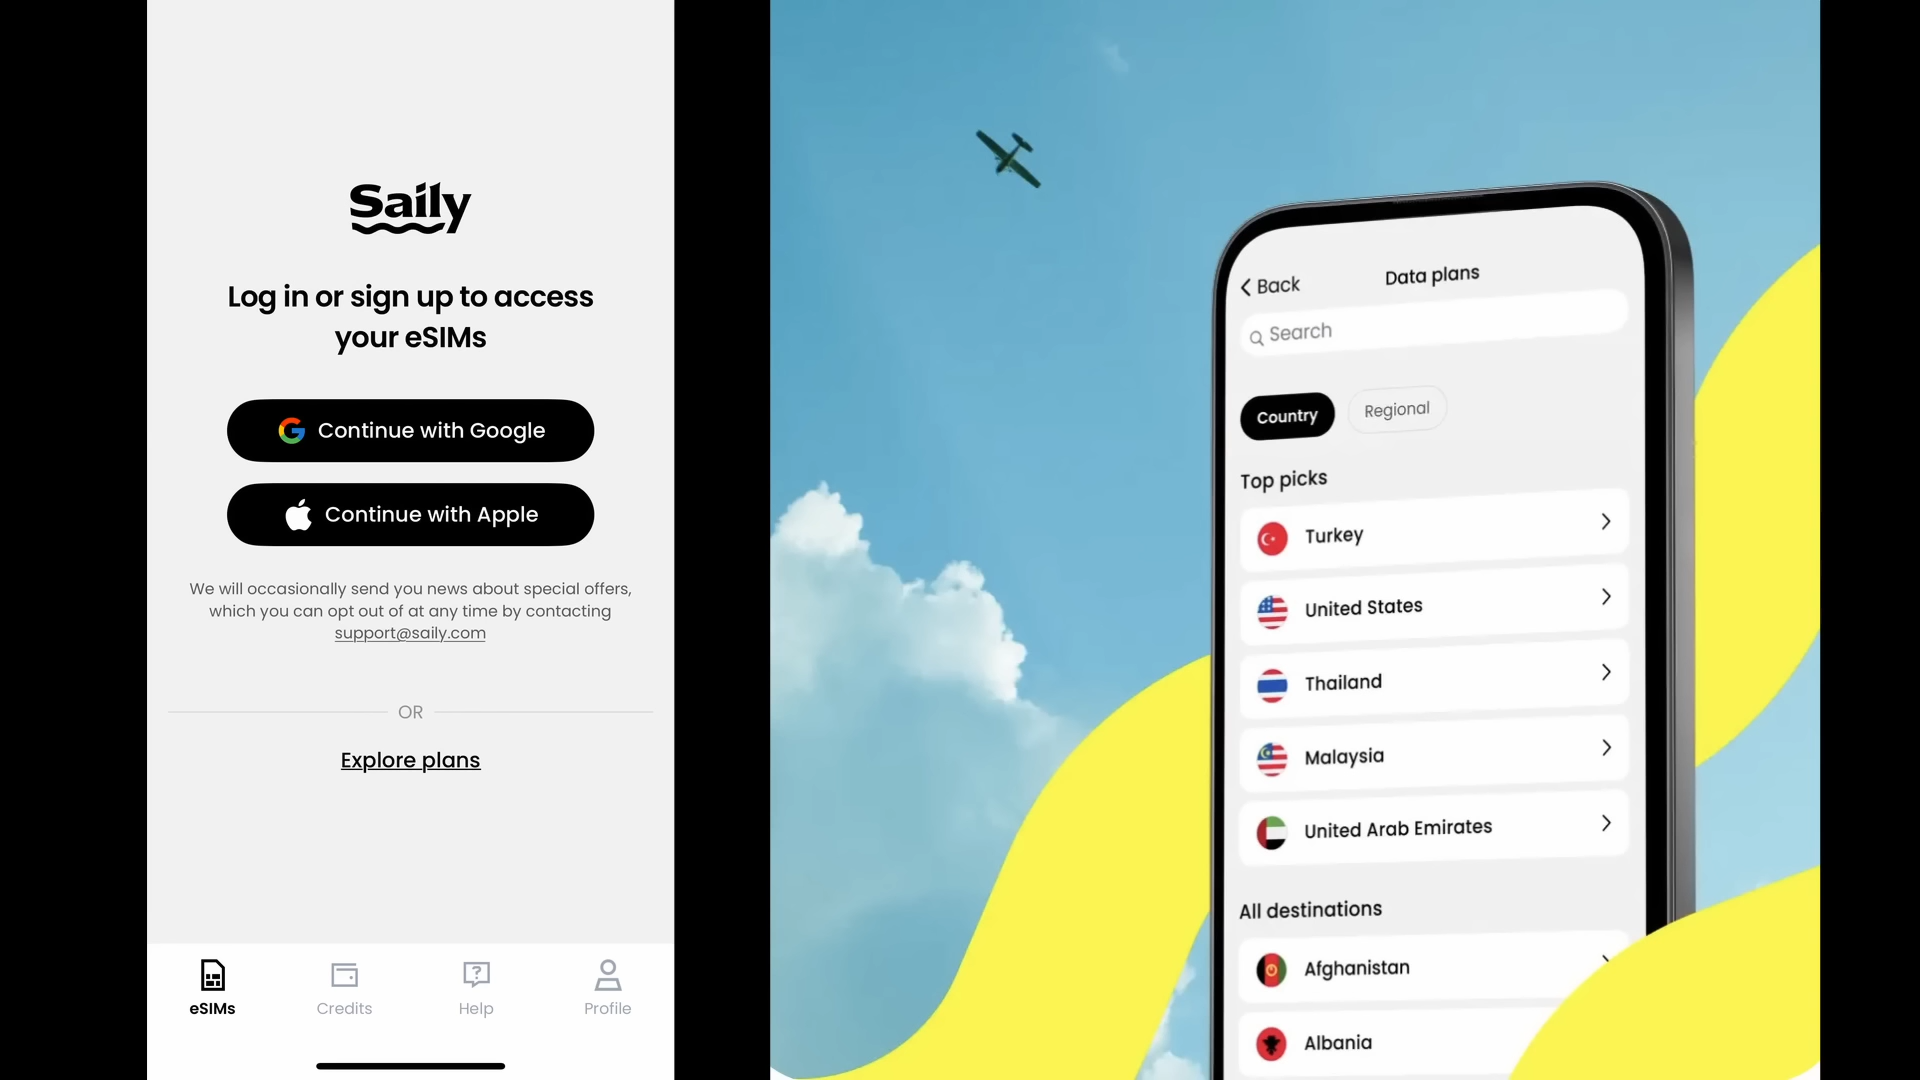 Saily
Log in or sign up to access
your eSIMs
Continue with Google
Continue with Apple
We will occasionally send you news about special offers,
which you can opt out of at any time by contacting
support@saily.com
OR
Explore plans
eSIMs
Credits
Help
Profile
Back
Data plans
Search
Country
Regional
Top picks
Turkey
United States
Thailand
Malaysia
United Arab Emirates
All destinations
Afghanistan
Albania